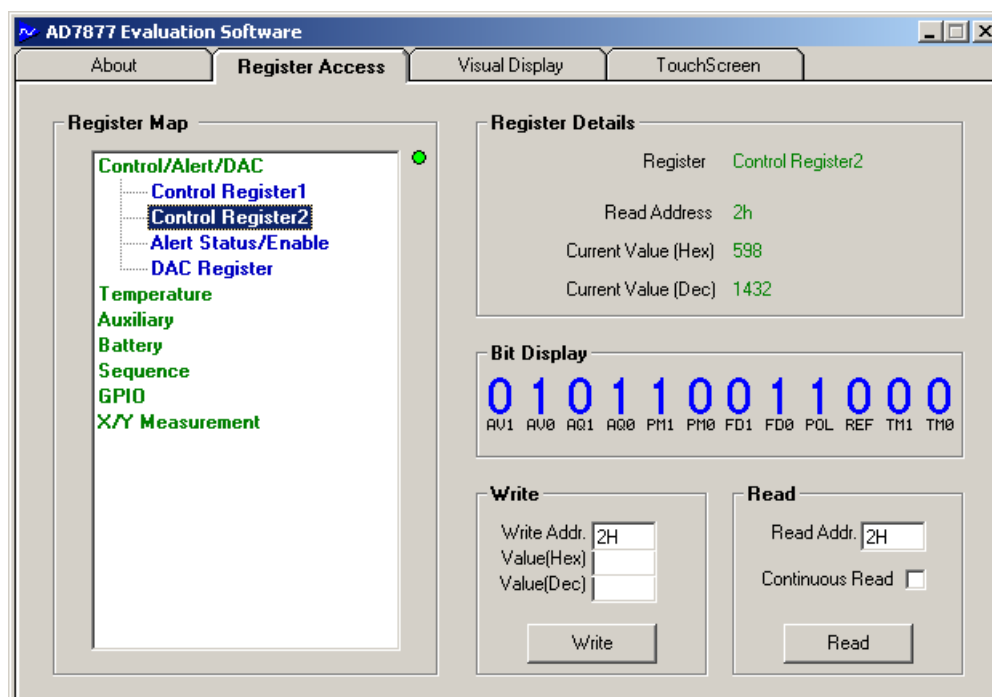 AD7877 Evaluation Software
About
Register Access
Visual Display
TouchScreen
Register Map
Control/Alert/DAC
Control Register1
Control Register2
Alert Status/Enable
DAC Register
Temperature
Auxiliary
Battery
Sequence
GPIO
X/Y Measurement
Register Details
Register Control Register2
Read Address 2h
Current Value (Hex) 598
Current Value (Dec) 1432
Bit Display
0 1 0 1 1 0 0 1 1 0 0 0
AV1 AV0 AQ1 AQ0 PM1 PM0 FD1 FD0 POL REF TM1 TM0
Write
Write Addr. 2H
Value(Hex)
Value(Dec)
Write
Read
Read Addr. 2H
Continuous Read
Read